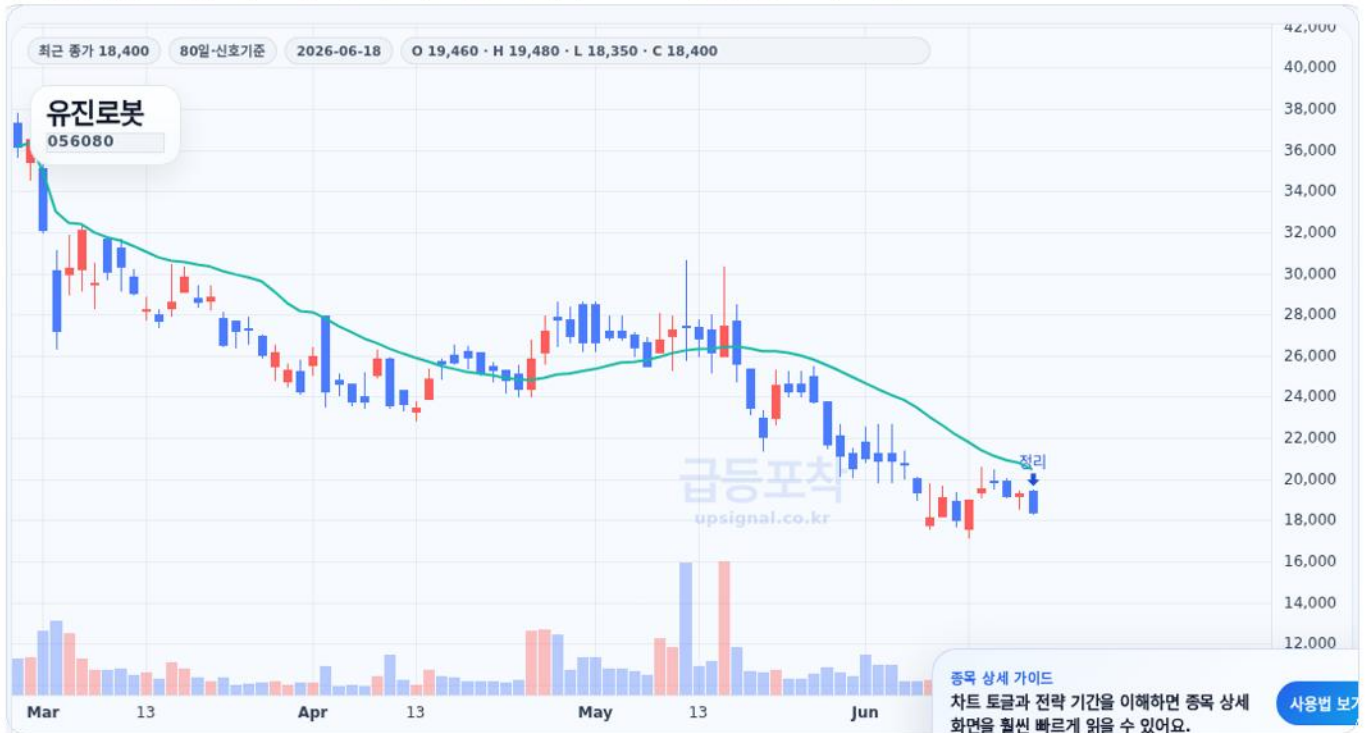 42,000
최근 종가 18,400 80일·신호기준 2026-06-18 O 19,460 · H 19,480 · L 18,350 · C 18,400
40,000
유진로봇
056080
38,000
36,000
34,000
32,000
30,000
28,000
26,000
24,000
22,000
정리
20,000
급등포착
upsignal.co.kr
18,000
16,000
14,000
12,000
종목 상세 가이드
차트 토글과 전략 기간을 이해하면 종목 상세
화면을 훨씬 빠르게 읽을 수 있어요.
사용법 보기
Mar 13 Apr 13 May 13 Jun